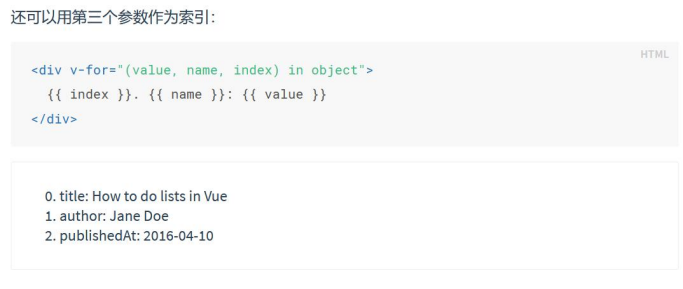 还可以用第三个参数作为索引：
HTML
<div v-for="(value, name, index) in object">
{{ index }}. {{ name }}: {{ value }}
</div>
0. title: How to do lists in Vue
1. author: Jane Doe
2. publishedAt: 2016-04-10